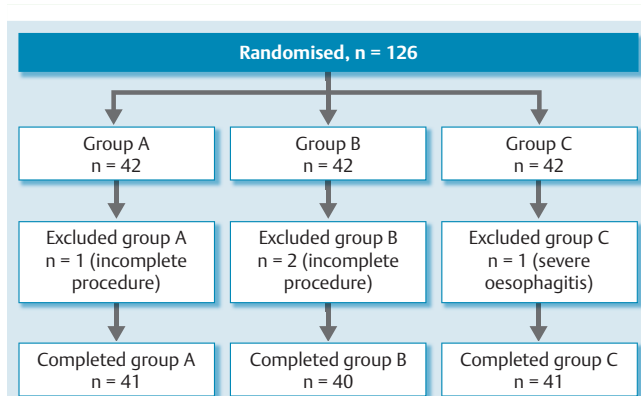 Randomised, n = 126
Group A
n = 42
Group B
n = 42
Group C
n = 42
Excluded group A
n = 1 (incomplete
procedure)
Excluded group B
n = 2 (incomplete
procedure)
Excluded group C
n = 1 (severe
oesophagitis)
Completed group A
n = 41
Completed group B
n = 40
Completed group C
n = 41